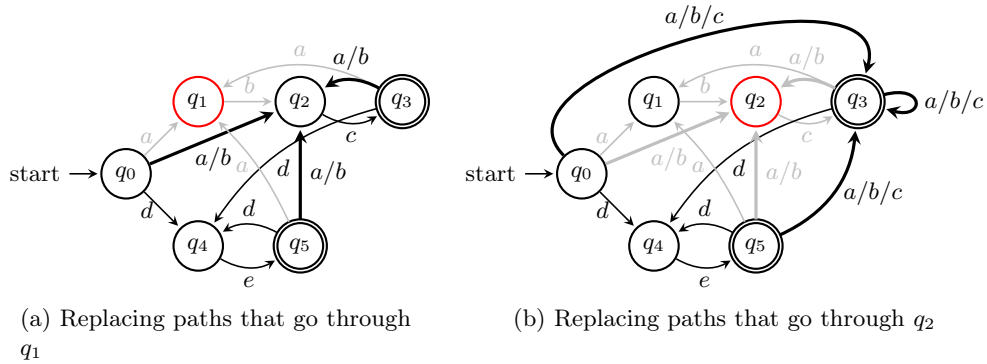 a/b/c
a
a/b
a/b
q1
b
q2
q3
c
a
a/b
a
d
a/b
start
q0
d
d
q4
q5
e
a
a/b
q1
b
q2
q3
a/b/c
c
a
a/b
a
d
a/b
a/b/c
start
q0
d
d
q4
q5
e
(a) Replacing paths that go through
q1
(b) Replacing paths that go through q2